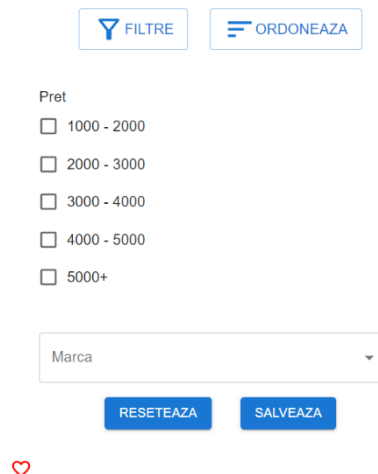 FILTRE ORDONEAZA
Pret
1000 - 2000
2000 - 3000
3000 - 4000
4000 - 5000
5000+
Marca
RESETEAZA SALVEAZA